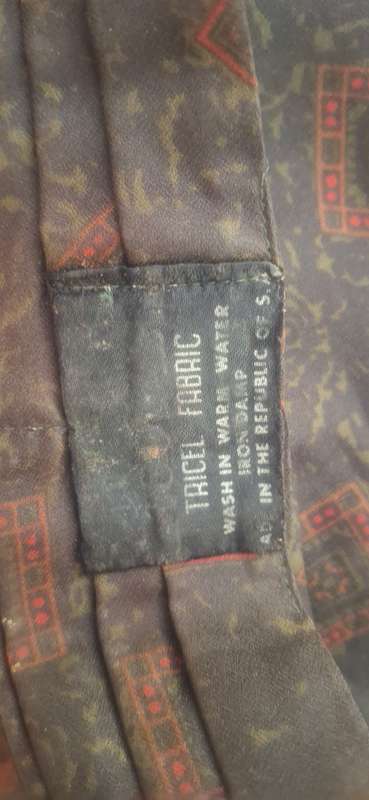 TRICEL FABRIC
WASH IN WARM WATER
IRON DAMP
IN THE REPUBLIC OF S.